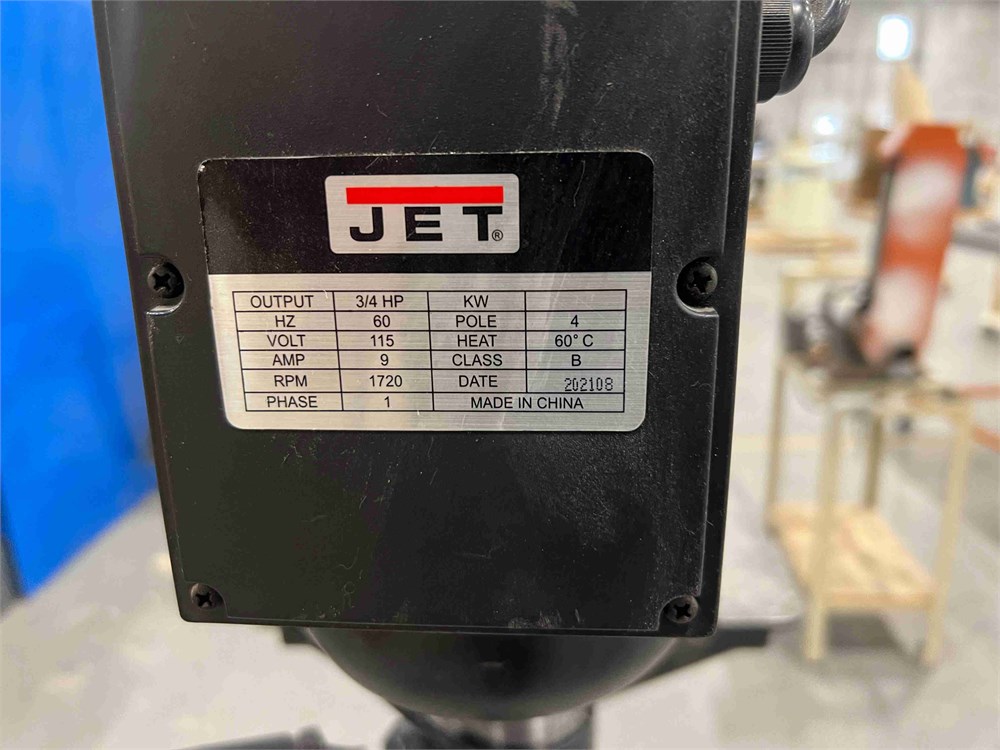 JET®
OUTPUT 3/4 HP KW
HZ 60 POLE 4
VOLT 115 HEAT 60°C
AMP 9 CLASS B
RPM 1720 DATE 202108
PHASE 1 MADE IN CHINA